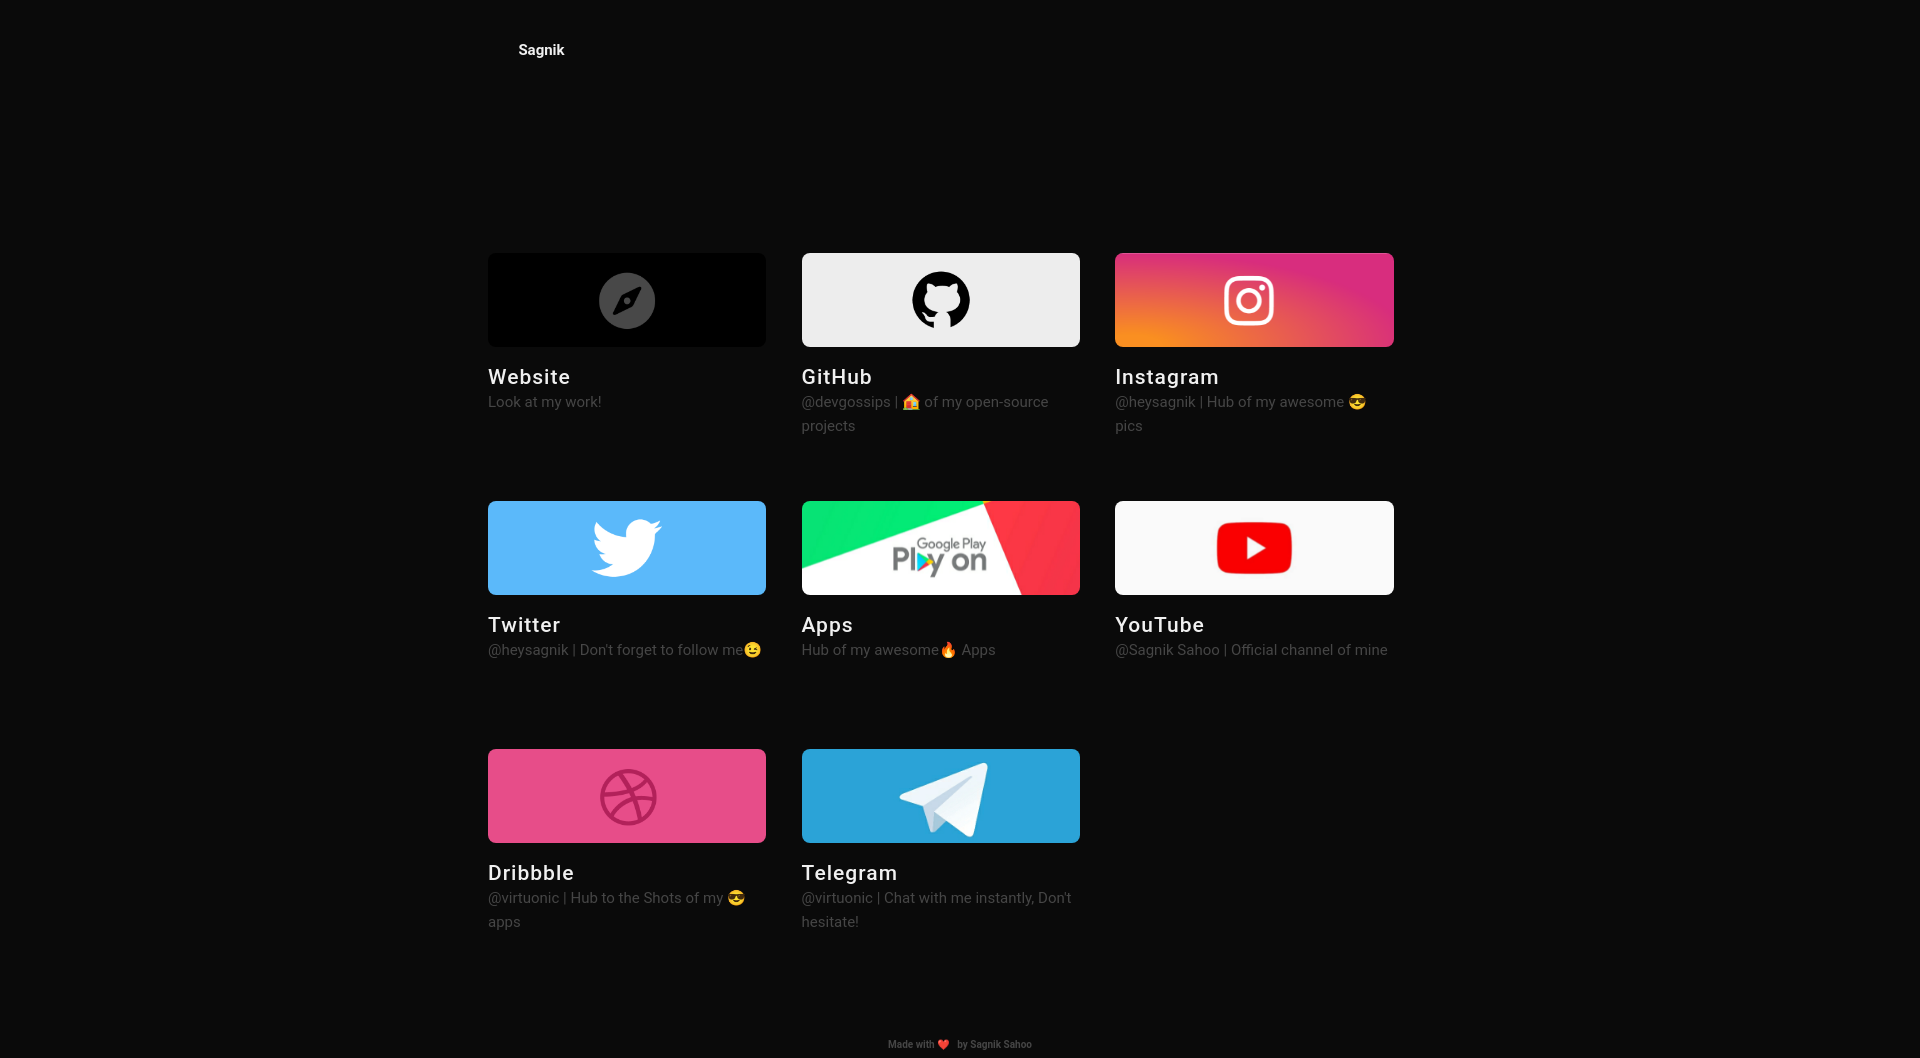 Sagnik
Website
Look at my work!
GitHub
@devgossips | 🏠 of my open-source
projects
Instagram
@heysagnik | Hub of my awesome 😎
pics
Google Play
Play on
Twitter
@heysagnik | Don't forget to follow me😉
Apps
Hub of my awesome🔥 Apps
YouTube
@Sagnik Sahoo | Official channel of mine
Dribbble
@virtuonic | Hub to the Shots of my 😎
apps
Telegram
@virtuonic | Chat with me instantly, Don't
hesitate!
Made with ❤️ by Sagnik Sahoo